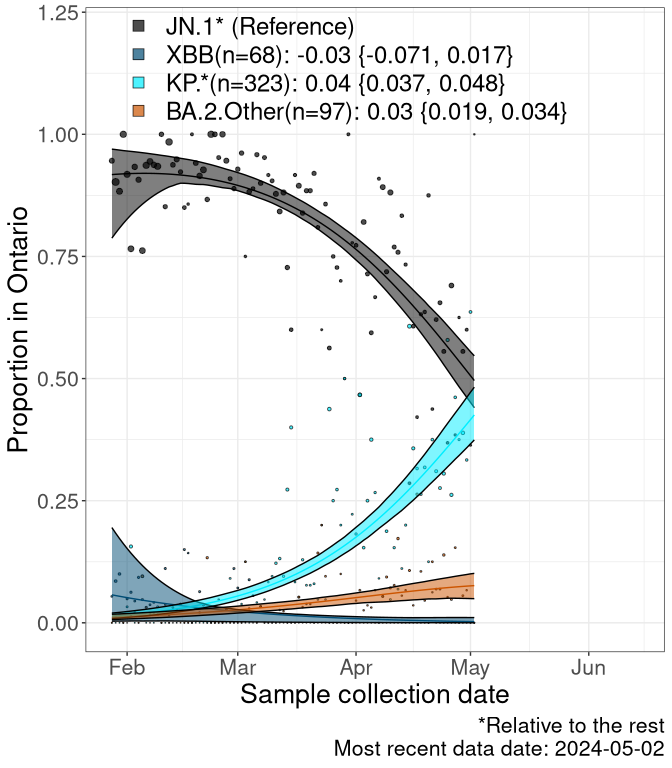 JN.1* (Reference)
XBB(n=68): -0.03 {-0.071, 0.017}
KP.*(n=323): 0.04 {0.037, 0.048}
BA.2.Other(n=97): 0.03 {0.019, 0.034}
1.25
1.00
0.75
0.50
0.25
0.00
Proportion in Ontario
Feb Mar Apr May Jun
Sample collection date
*Relative to the rest
Most recent data date: 2024-05-02